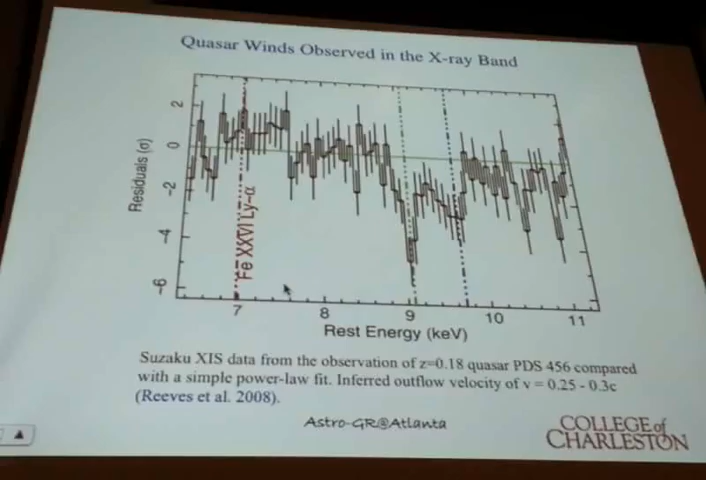 Quasar Winds Observed in the X-ray Band
Residuals (σ)
2
0
-2
-4
-6
Fe XXVI Ly-α
7
8
9
10
11
Rest Energy (keV)
Suzaku XIS data from the observation of z=0.18 quasar PDS 456 compared
with a simple power-law fit. Inferred outflow velocity of v = 0.25 - 0.3c
(Reeves et al. 2008).
Astro-GR@Atlanta
COLLEGE of
CHARLESTON